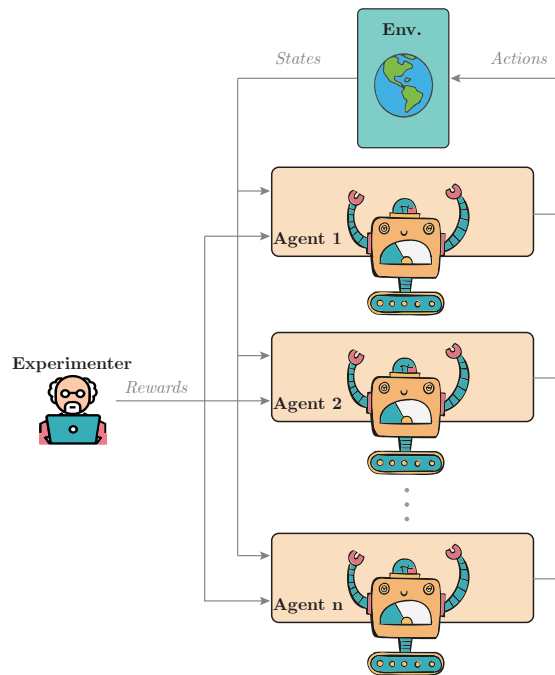 Env.
States
Actions
Agent 1
Experimenter
Rewards
Agent 2
Agent n